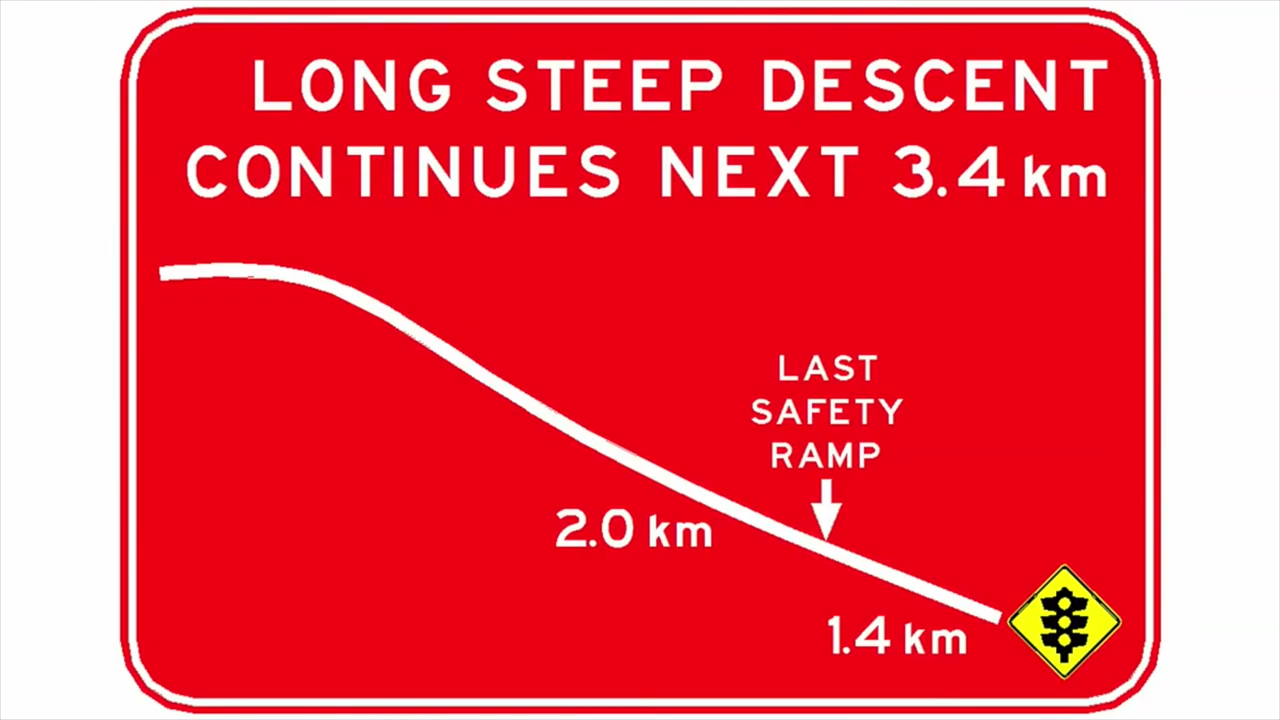 LONG STEEP DESCENT
CONTINUES NEXT 3.4 km
LAST
SAFETY
RAMP
2.0 km
1.4 km